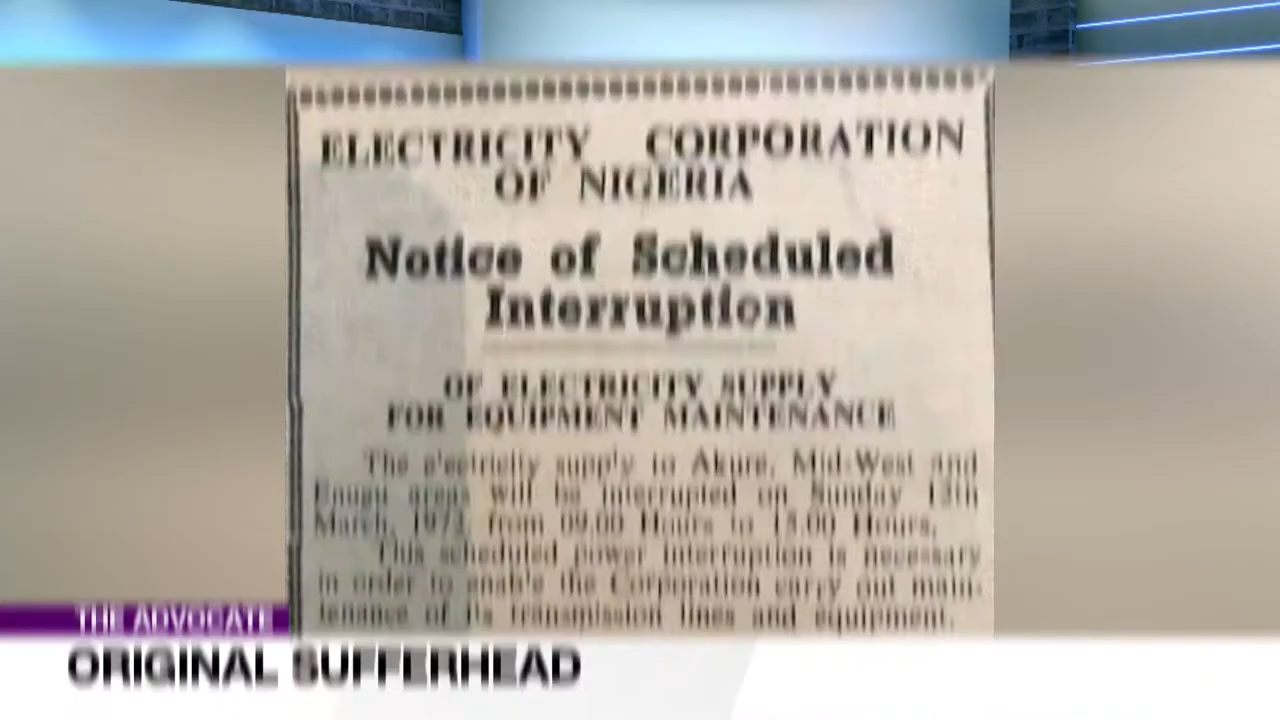 ELECTRICITY CORPORATION
OF NIGERIA
Notice of Scheduled
Interruption
OF ELECTRICITY SUPPLY
FOR EQUIPMENT MAINTENANCE
The electricity supply to Akure, Mid-West and
Enugu areas will be interrupted on Sunday 12th
March, 1972, from 09.00 Hours to 15.00 Hours.
This scheduled power interruption is necessary
in order to enable the Corporation carry out main-
tenance of its transmission lines and equipment.
THE ADVOCATE
ORIGINAL SUFFERHEAD